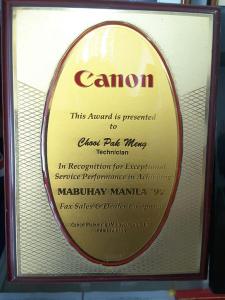 Canon
This Award is presented
to
Chooi Pak Meng
Technician
In Recognition for Exceptional
Service Performance in Achieving
MABUHAY MANILA '92
Fax Sales & Dealer